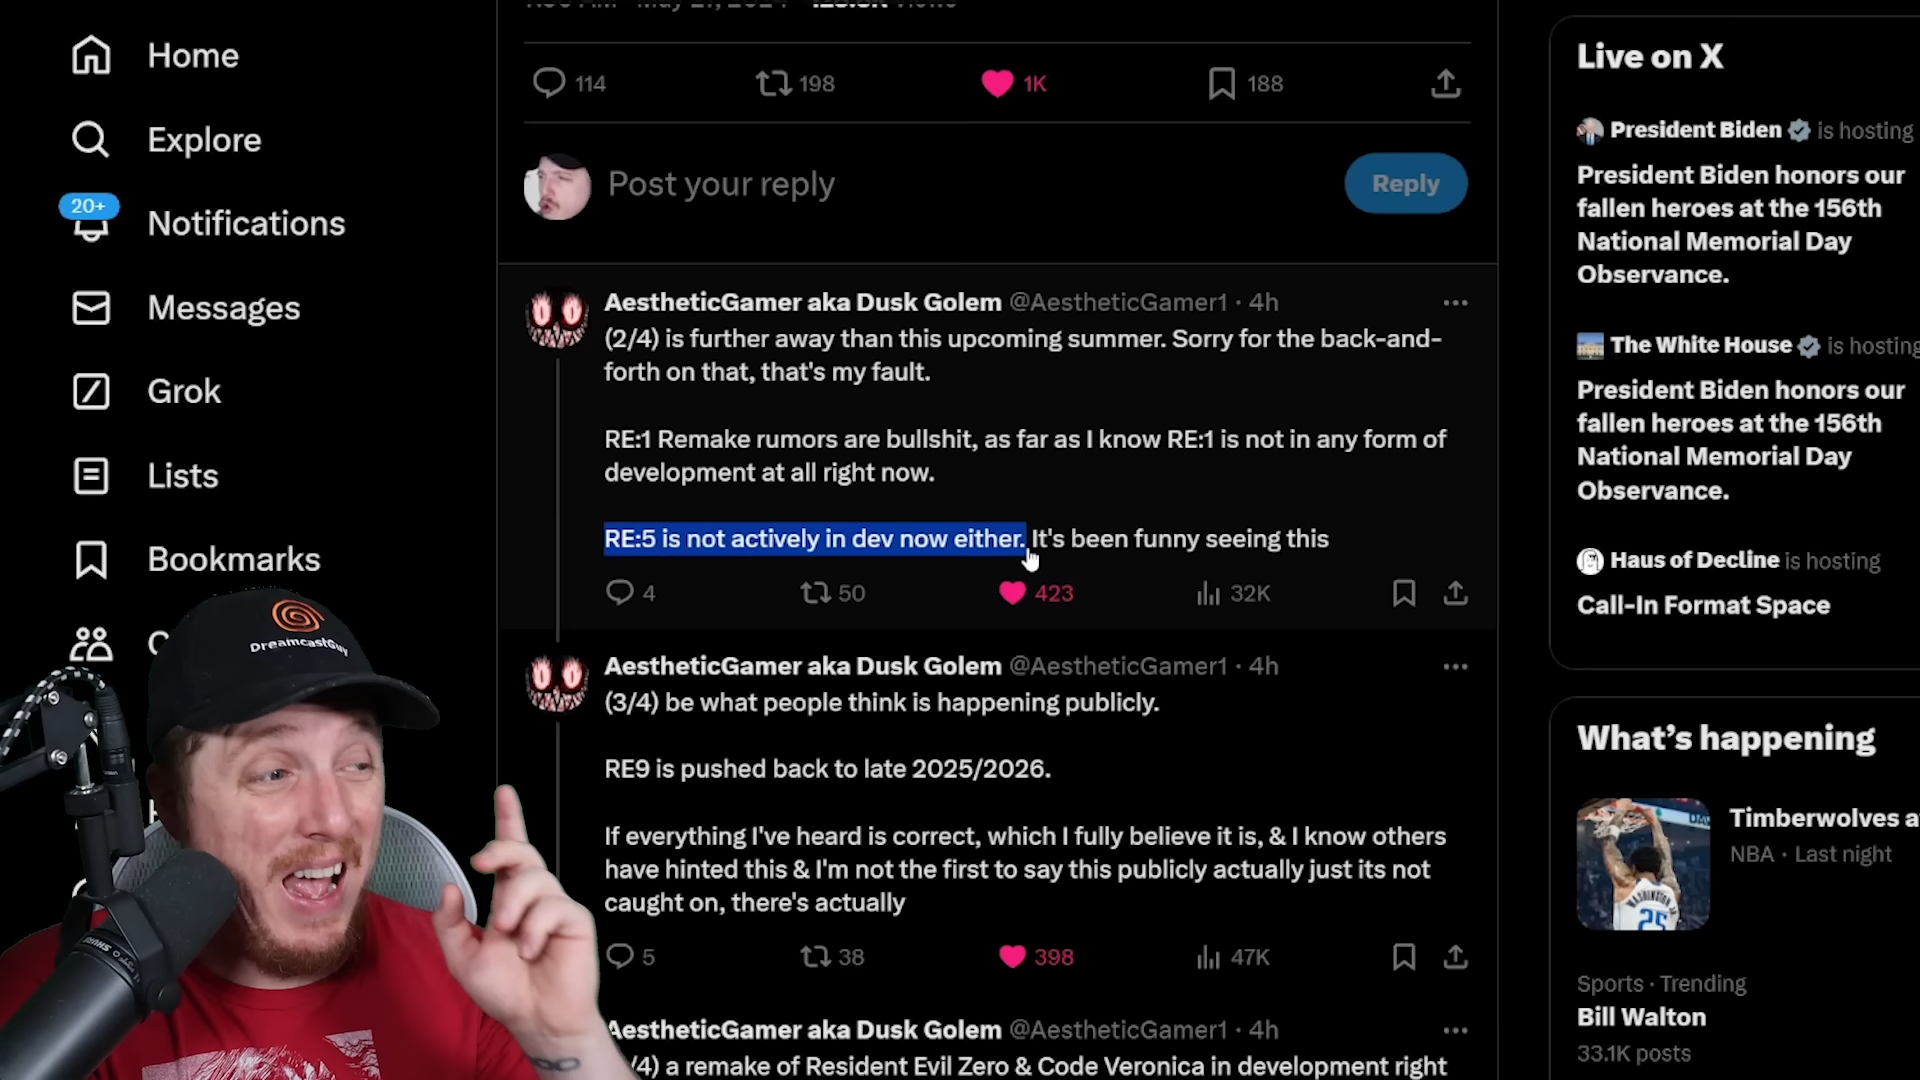 Home
Explore
20+
Notifications
Messages
Grok
Lists
Bookmarks
DreamcastGuy
SHURE
114
198
1K
188
Post your reply
Reply
AestheticGamer aka Dusk Golem @AestheticGamer1 · 4h
(2/4) is further away than this upcoming summer. Sorry for the back-and-
forth on that, that's my fault.
RE:1 Remake rumors are bullshit, as far as I know RE:1 is not in any form of
development at all right now.
RE:5 is not actively in dev now either. It's been funny seeing this
4
50
423
32K
AestheticGamer aka Dusk Golem @AestheticGamer1 · 4h
(3/4) be what people think is happening publicly.
RE9 is pushed back to late 2025/2026.
If everything I've heard is correct, which I fully believe it is, & I know others
have hinted this & I'm not the first to say this publicly actually just its not
caught on, there's actually
5
38
398
47K
AestheticGamer aka Dusk Golem @AestheticGamer1 · 4h
/4) a remake of Resident Evil Zero & Code Veronica in development right
Live on X
President Biden is hosting
President Biden honors our
fallen heroes at the 156th
National Memorial Day
Observance.
The White House is hosting
President Biden honors our
fallen heroes at the 156th
National Memorial Day
Observance.
Haus of Decline is hosting
Call-In Format Space
What's happening
Timberwolves a
NBA · Last night
WASHINGTON JR.
25
Sports · Trending
Bill Walton
33.1K posts